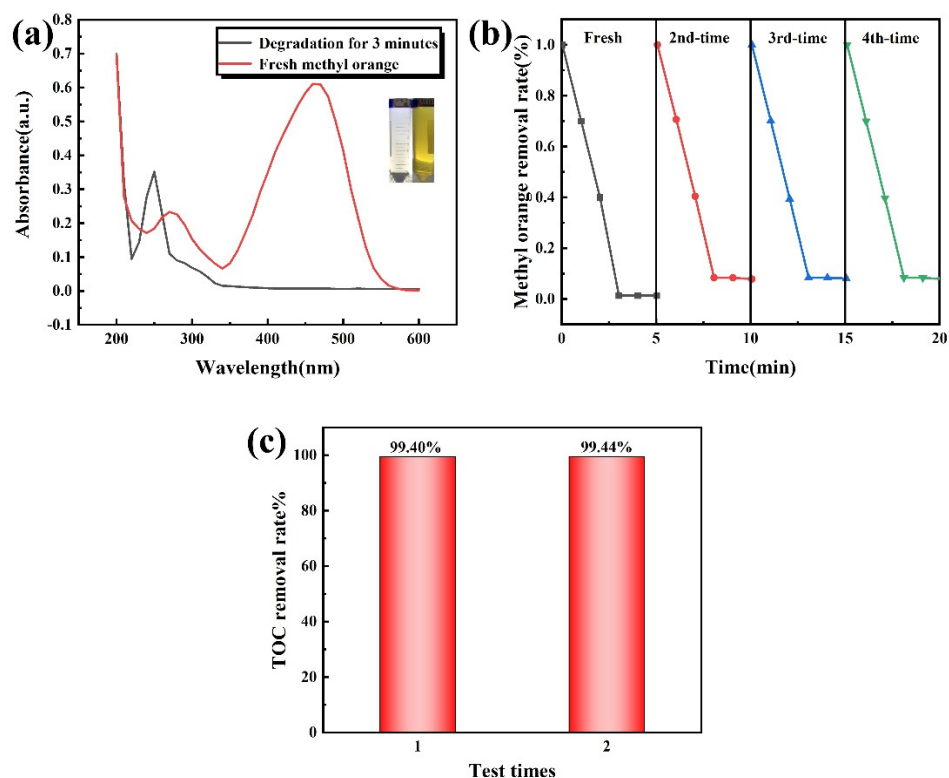 (a)
Degradation for 3 minutes
Fresh methyl orange
Absorbance(a.u.)
0.8
0.7
0.6
0.5
0.4
0.3
0.2
0.1
0.0
-0.1
200 300 400 500 600
Wavelength(nm)
(b)
Fresh 2nd-time 3rd-time 4th-time
Methyl orange removal rate(%)
1.0
0.8
0.6
0.4
0.2
0.0
0 5 10 15 20
Time(min)
(c)
99.40% 99.44%
TOC removal rate%
100
80
60
40
20
0
1 2
Test times